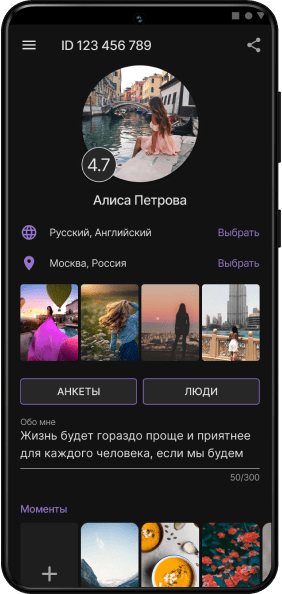 ID 123 456 789
4.7
Алиса Петрова
Русский, Английский Выбрать
Москва, Россия Выбрать
АНКЕТЫ ЛЮДИ
Обо мне
Жизнь будет гораздо проще и приятнее
для каждого человека, если мы будем
50/300
Моменты